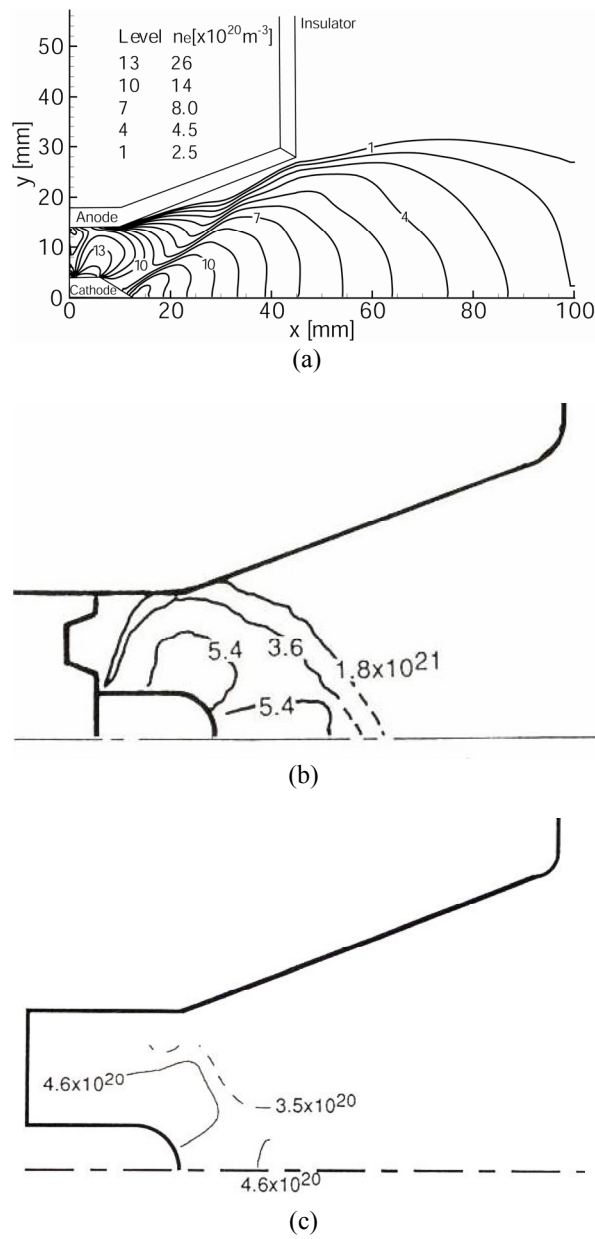 50
40
30
20
10
0
y [mm]
Level ne[x10^20 m^-3]
13 26
10 14
7 8.0
4 4.5
1 2.5
Insulator
Anode
Cathode
1
4
7
10
10
13
0 20 40 60 80 100
x [mm]
(a)
5.4
3.6
1.8x10^21
5.4
(b)
4.6x10^20
3.5x10^20
4.6x10^20
(c)